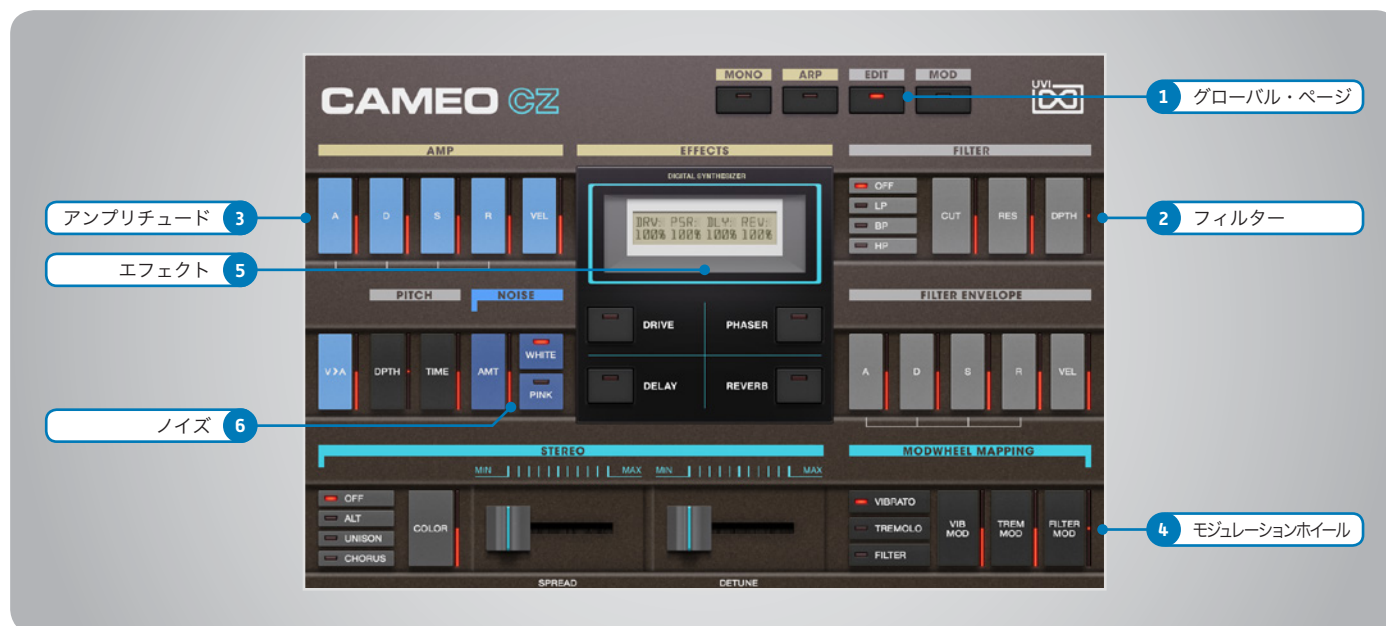 MONO ARP EDIT MOD
CAMEO CZ
UVI
1 グローバル・ページ
AMP
EFFECTS
FILTER
DIGITAL SYNTHESIZER
A D S R VEL
DRV: PSR: DLY: REV:
100% 100% 100% 100%
OFF
LP
BP
HP
CUT RES DPTH
アンプリチュード 3
2 フィルター
エフェクト 5
PITCH
NOISE
FILTER ENVELOPE
DRIVE
PHASER
V>A DPTH TIME AMT
WHITE
PINK
A D S R VEL
DELAY
REVERB
ノイズ 6
STEREO
MODWHEEL MAPPING
MIN MAX MIN MAX
OFF
ALT
UNISON
CHORUS
COLOR
VIBRATO
TREMOLO
FILTER
VIB MOD
TREM MOD
FILTER MOD
4 モジュレーションホイール
SPREAD
DETUNE